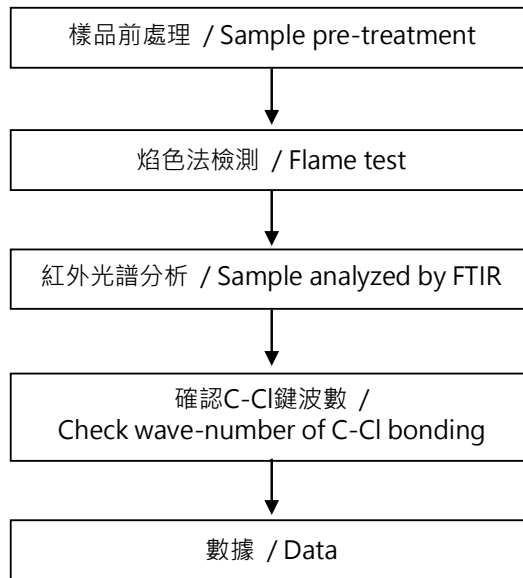 樣品前處理 / Sample pre-treatment
焰色法檢測 / Flame test
紅外光譜分析 / Sample analyzed by FTIR
確認C-Cl鍵波數 /
Check wave-number of C-Cl bonding
數據 / Data